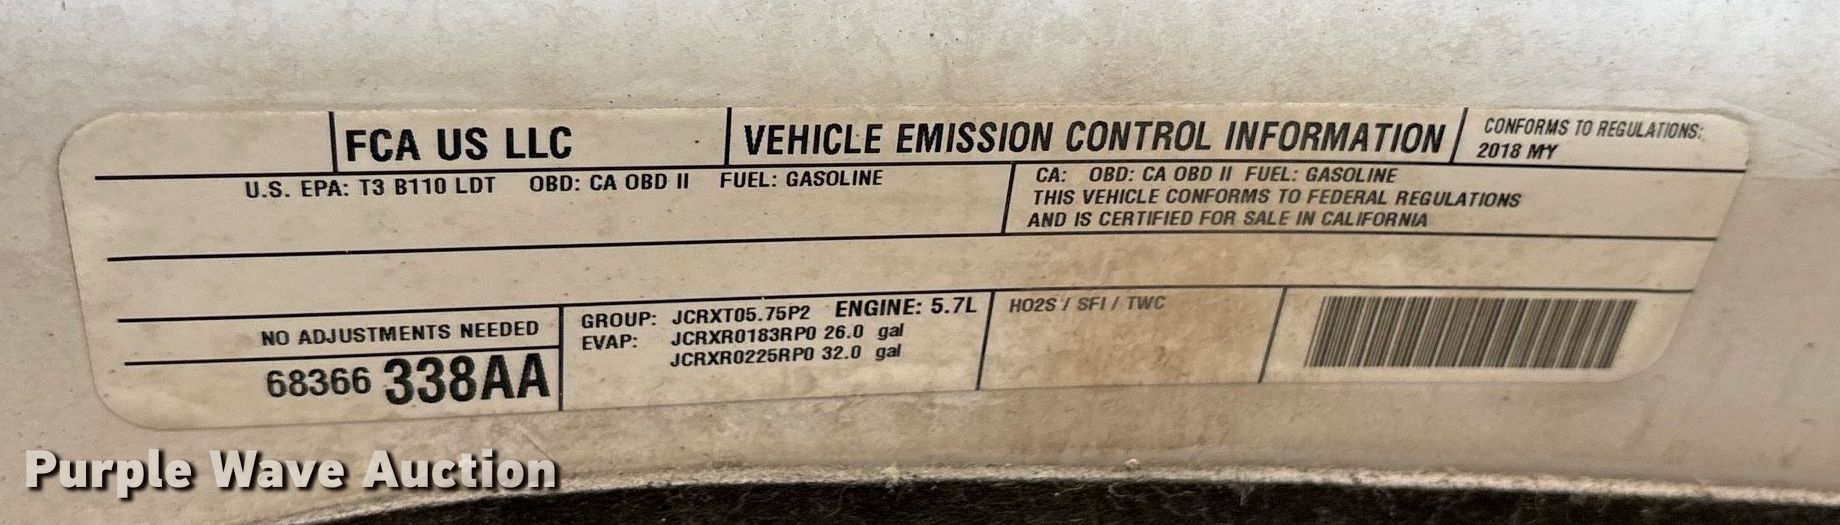 FCA US LLC
VEHICLE EMISSION CONTROL INFORMATION
CONFORMS TO REGULATIONS:
2018 MY
U.S. EPA: T3 B110 LDT OBD: CA OBD II FUEL: GASOLINE
CA: OBD: CA OBD II FUEL: GASOLINE
THIS VEHICLE CONFORMS TO FEDERAL REGULATIONS
AND IS CERTIFIED FOR SALE IN CALIFORNIA
NO ADJUSTMENTS NEEDED
68366 338AA
GROUP: JCRXT05.75P2 ENGINE: 5.7L
EVAP: JCRXR0183RP0 26.0 gal
JCRXR0225RP0 32.0 gal
HO2S / SFI / TWC
Purple Wave Auction